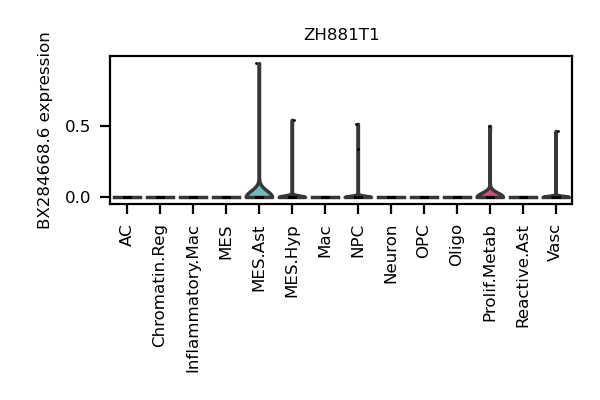 ZH881T1
BX284668.6 expression
0.5
0.0
AC
Chromatin.Reg
Inflammatory.Mac
MES
MES.Ast
MES.Hyp
Mac
NPC
Neuron
OPC
Oligo
Prolif.Metab
Reactive.Ast
Vasc